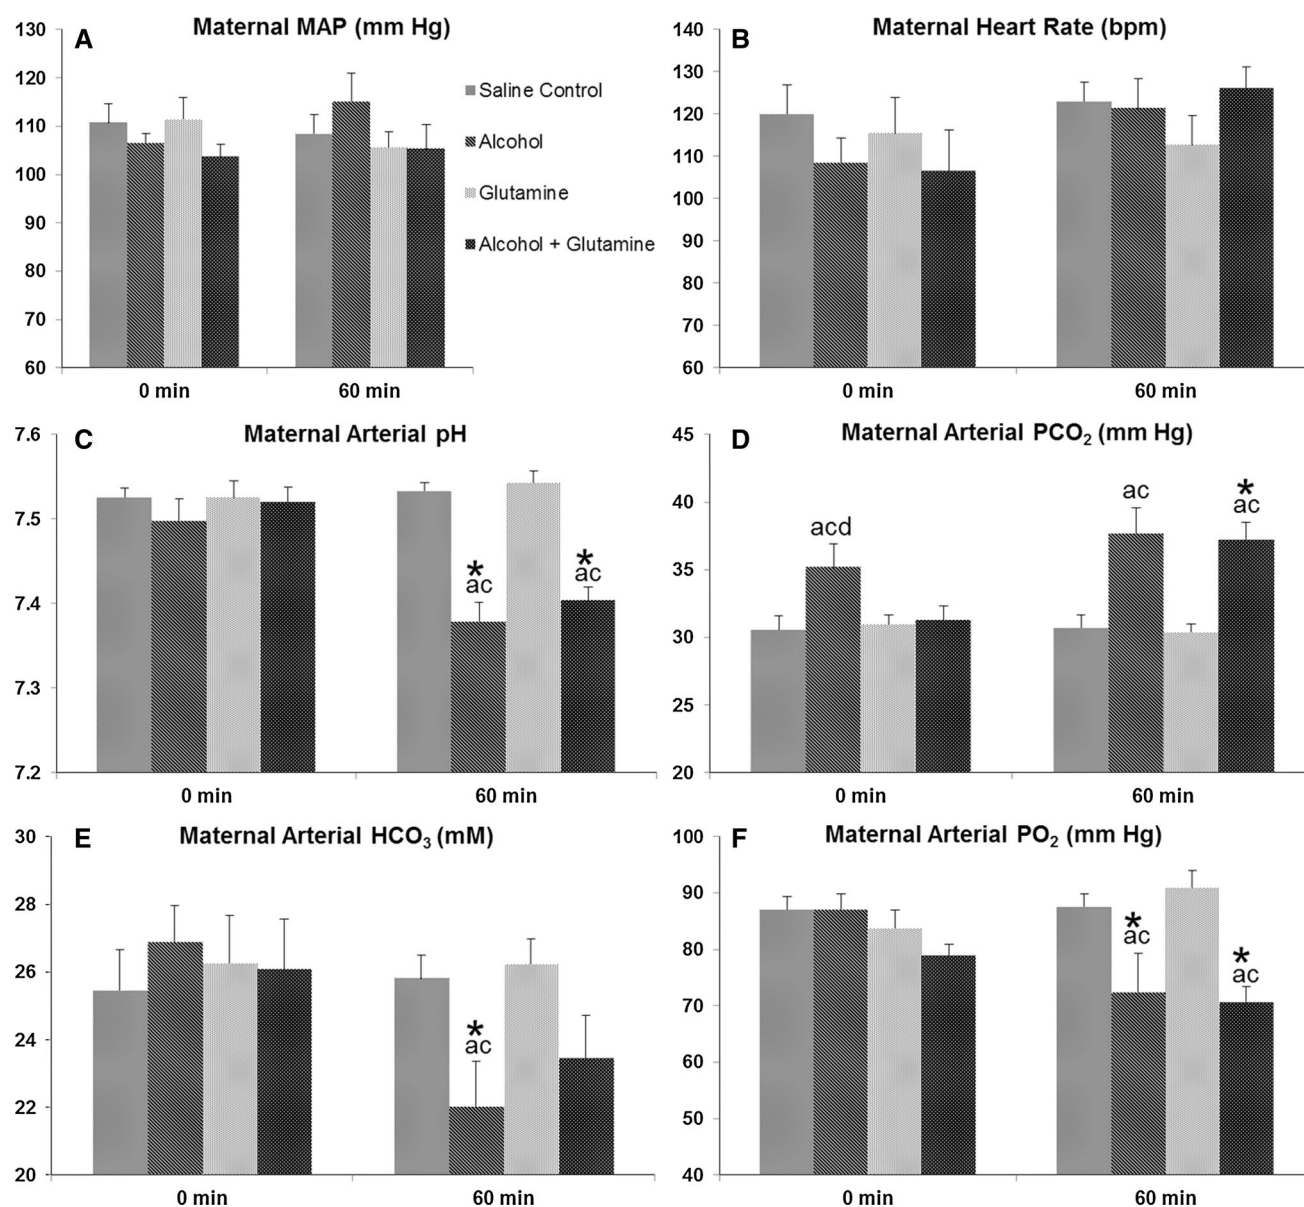 A Maternal MAP (mm Hg)
130
120
110
100
90
80
70
60
0 min 60 min
Saline Control
Alcohol
Glutamine
Alcohol + Glutamine
B Maternal Heart Rate (bpm)
140
130
120
110
100
90
80
70
60
0 min 60 min
C Maternal Arterial pH
7.6
7.5
7.4
7.3
7.2
* *
ac ac
0 min 60 min
D Maternal Arterial PCO₂ (mm Hg)
45
40
35
30
25
20
acd ac *
ac
0 min 60 min
E Maternal Arterial HCO₃ (mM)
30
28
26
24
22
20
*
ac
0 min 60 min
F Maternal Arterial PO₂ (mm Hg)
100
90
80
70
60
50
40
* *
ac ac
0 min 60 min